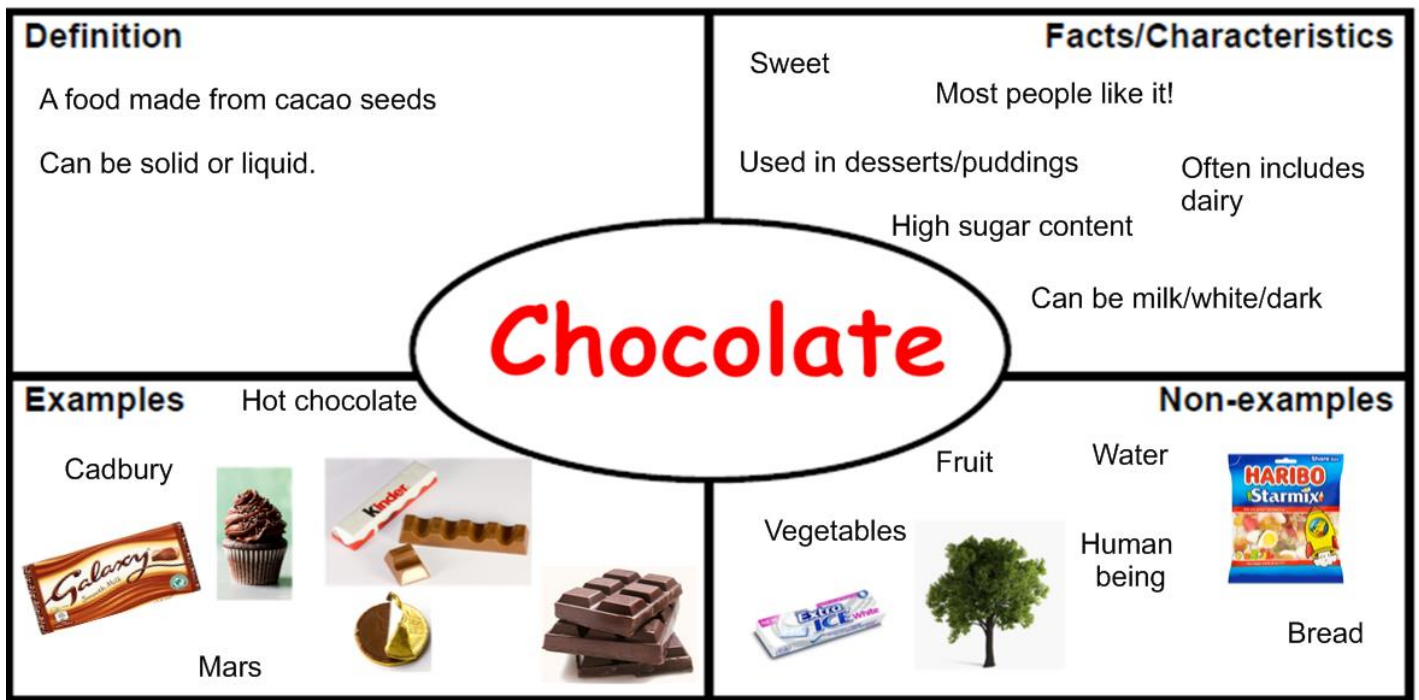 Definition
A food made from cacao seeds
Can be solid or liquid.
Facts/Characteristics
Sweet
Most people like it!
Used in desserts/puddings
Often includes
dairy
High sugar content
Can be milk/white/dark
Chocolate
Examples
Hot chocolate
Cadbury
Kinder
Galaxy
Smooth Milk
Mars
Non-examples
Fruit
Water
HARIBO
Starmix
Vegetables
Human
being
Extra
ICE White
Bread